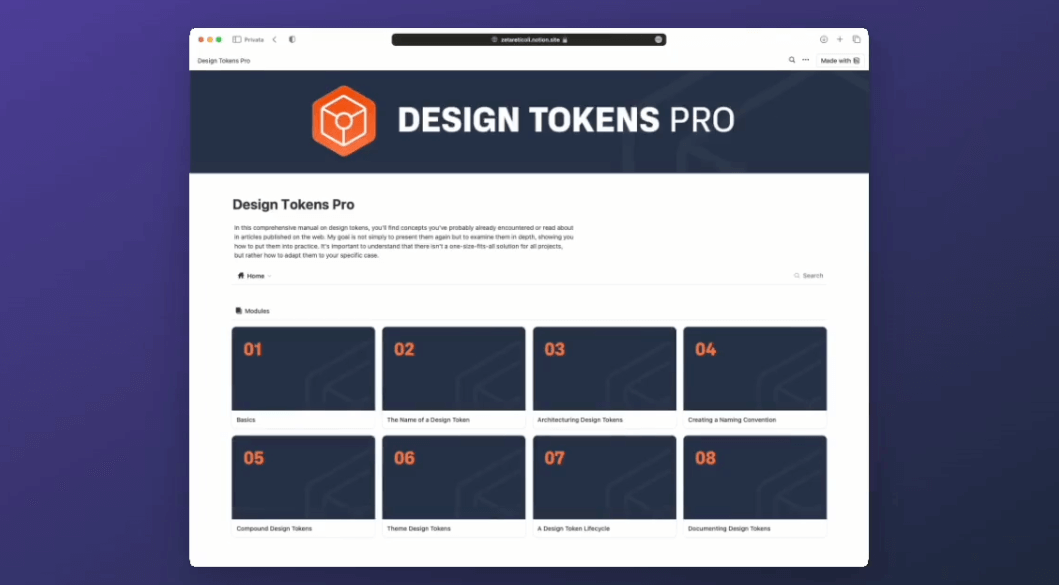 Private
zetareticoli.notion.site
Design Tokens Pro
Made with
DESIGN TOKENS PRO
Design Tokens Pro
In this comprehensive manual on design tokens, you'll find concepts you've probably already encountered or read about
in articles published on the web. My goal is not simply to present them again but to examine them in depth, showing you
how to put them into practice. It's important to understand that there isn't a one-size-fits-all solution for all projects,
but rather how to adapt them to your specific case.
Home
Search
Modules
01
02
03
04
Basics
The Name of a Design Token
Architecturing Design Tokens
Creating a Naming Convention
05
06
07
08
Compound Design Tokens
Theme Design Tokens
A Design Token Lifecycle
Documenting Design Tokens